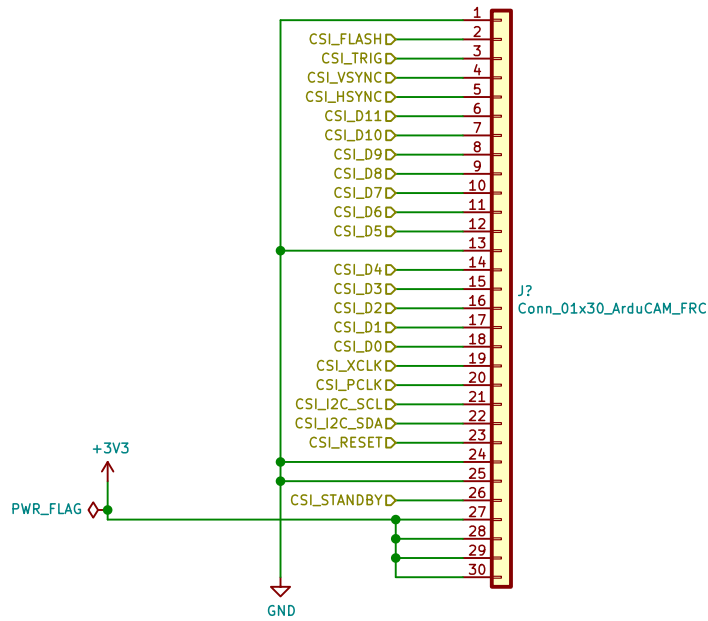 1
CSI_FLASH 2
CSI_TRIG 3
CSI_VSYNC 4
CSI_HSYNC 5
CSI_D11 6
CSI_D10 7
CSI_D9 8
CSI_D8 9
CSI_D7 10
CSI_D6 11
CSI_D5 12
13
CSI_D4 14
CSI_D3 15
J?
CSI_D2 16 Conn_01x30_ArduCAM_FRC
CSI_D1 17
CSI_D0 18
CSI_XCLK 19
CSI_PCLK 20
CSI_I2C_SCL 21
CSI_I2C_SDA 22
CSI_RESET 23
+3V3
24
25
CSI_STANDBY 26
PWR_FLAG
27
28
29
30
GND